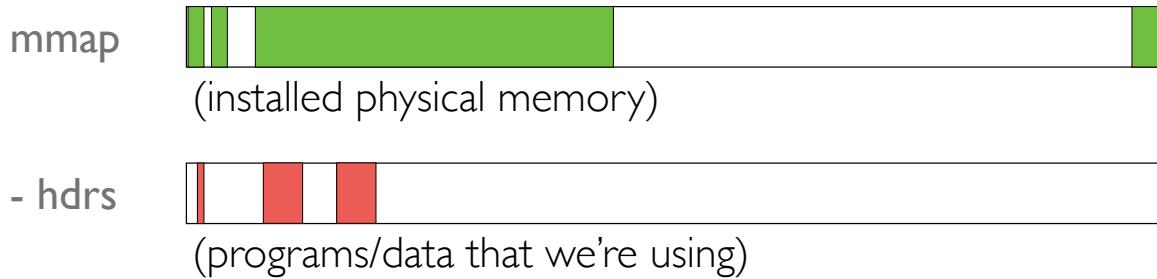 mmap
(installed physical memory)
- hdrs
(programs/data that we're using)